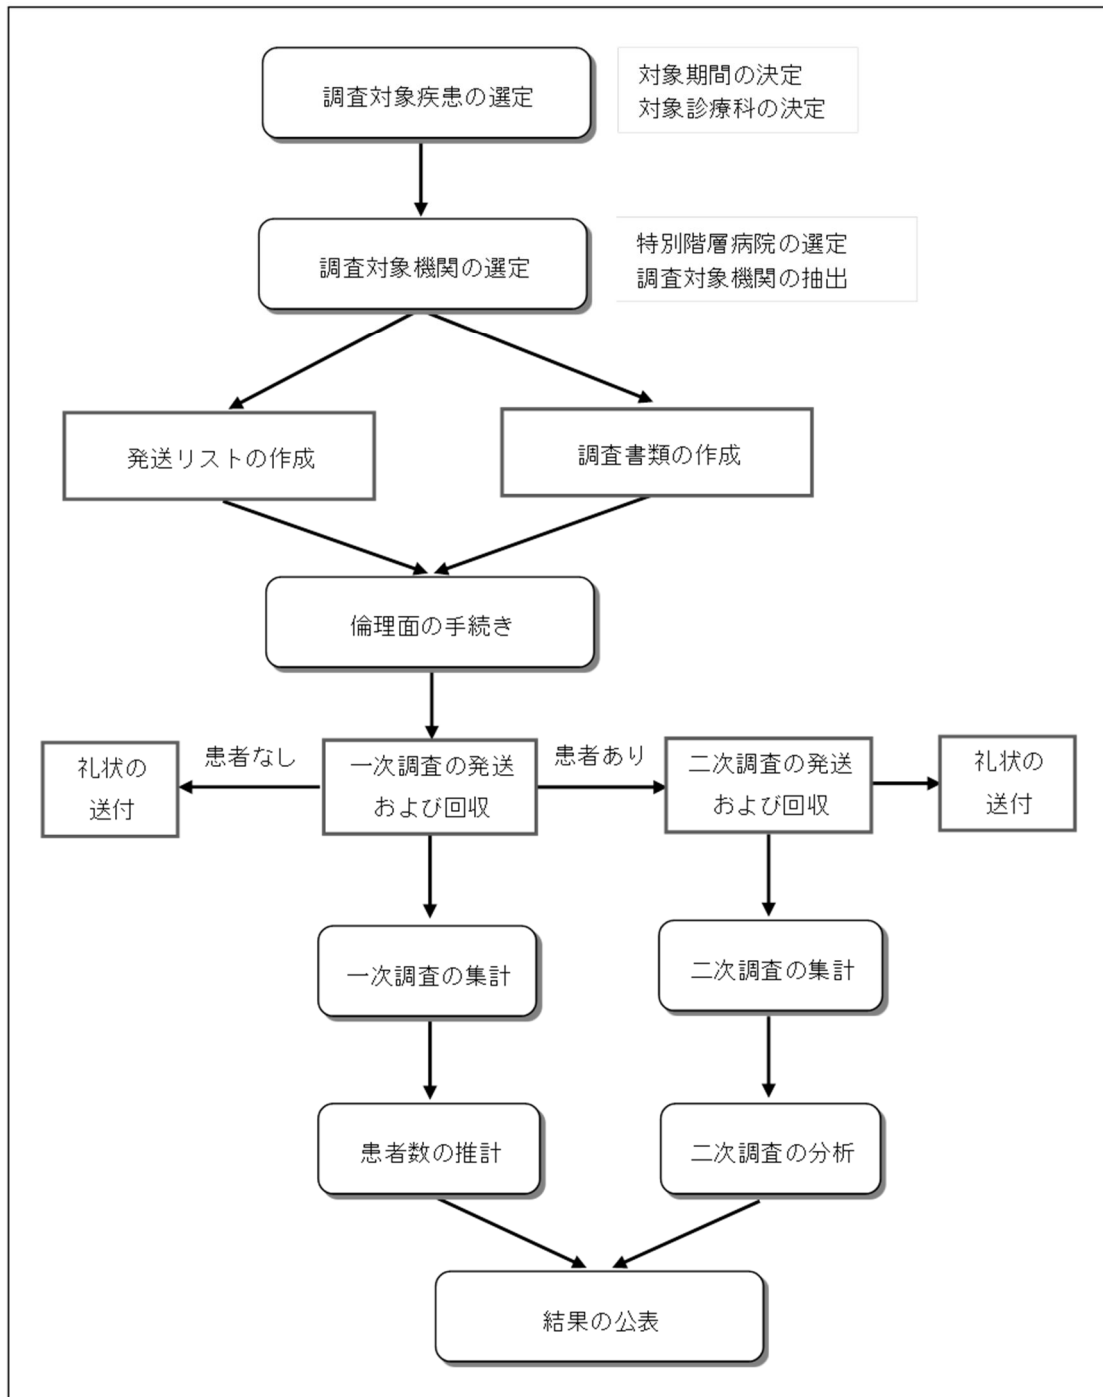 調査対象疾患の選定
対象期間の決定
対象診療科の決定
調査対象機関の選定
特別階層病院の選定
調査対象機関の抽出
発送リストの作成
調査書類の作成
倫理面の手続き
礼状の
送付
患者なし
一次調査の発送
および回収
患者あり
二次調査の発送
および回収
礼状の
送付
一次調査の集計
二次調査の集計
患者数の推計
二次調査の分析
結果の公表